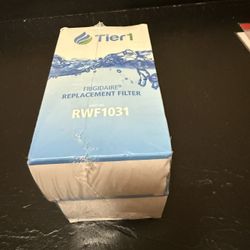 Tier1
FRIGIDAIRE®
REPLACEMENT FILTER
RWF1031